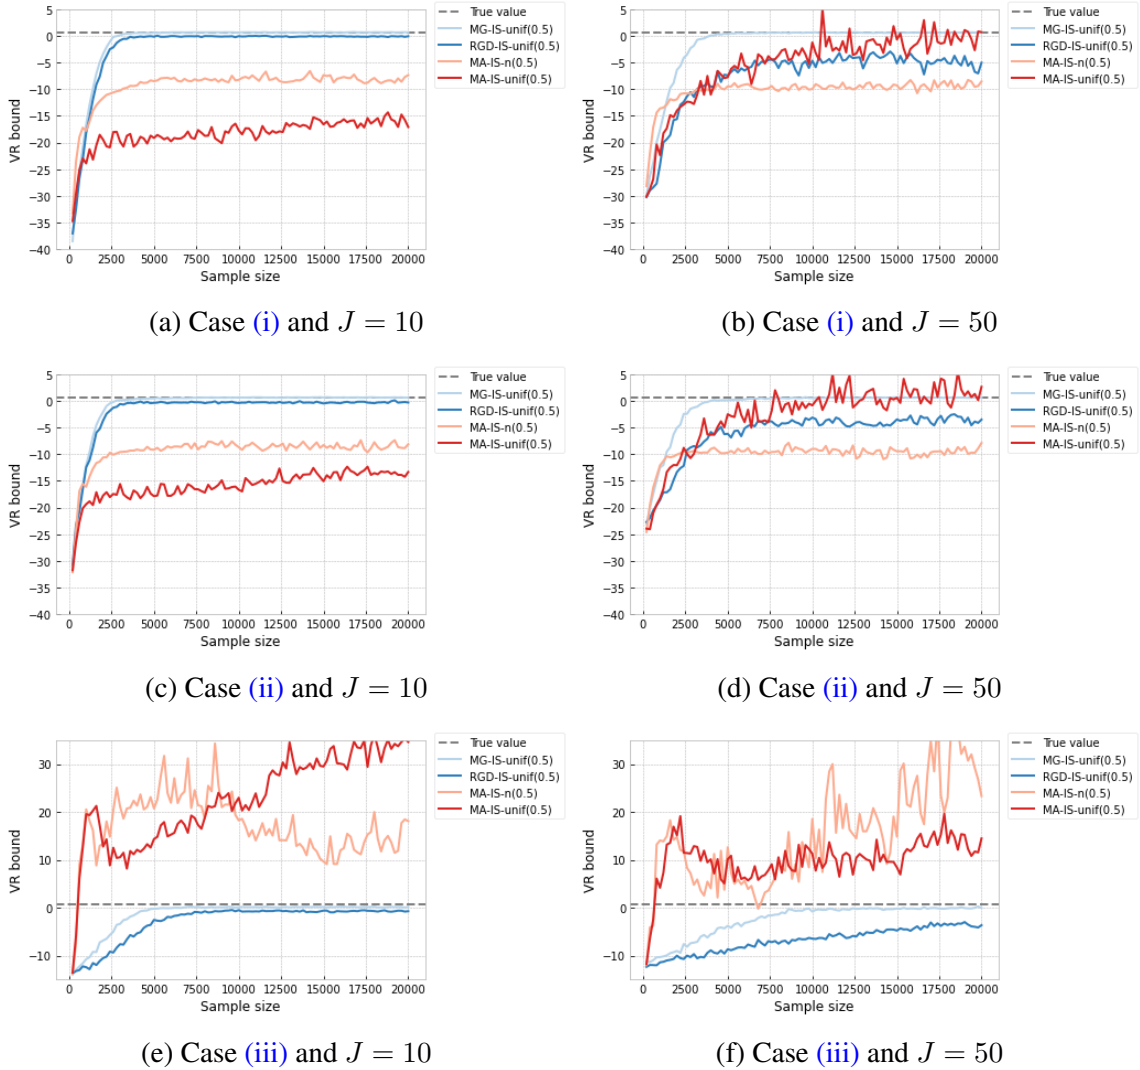 True value
MG-IS-unif(0.5)
RGD-IS-unif(0.5)
MA-IS-n(0.5)
MA-IS-unif(0.5)
VR bound
5
0
−5
−10
−15
−20
−25
−30
−35
−40
0 2500 5000 7500 10000 12500 15000 17500 20000
Sample size
(a) Case (i) and J = 10
True value
MG-IS-unif(0.5)
RGD-IS-unif(0.5)
MA-IS-n(0.5)
MA-IS-unif(0.5)
VR bound
5
0
−5
−10
−15
−20
−25
−30
−35
−40
0 2500 5000 7500 10000 12500 15000 17500 20000
Sample size
(b) Case (i) and J = 50
True value
MG-IS-unif(0.5)
RGD-IS-unif(0.5)
MA-IS-n(0.5)
MA-IS-unif(0.5)
VR bound
5
0
−5
−10
−15
−20
−25
−30
−35
−40
0 2500 5000 7500 10000 12500 15000 17500 20000
Sample size
(c) Case (ii) and J = 10
True value
MG-IS-unif(0.5)
RGD-IS-unif(0.5)
MA-IS-n(0.5)
MA-IS-unif(0.5)
VR bound
5
0
−5
−10
−15
−20
−25
−30
−35
−40
0 2500 5000 7500 10000 12500 15000 17500 20000
Sample size
(d) Case (ii) and J = 50
True value
MG-IS-unif(0.5)
RGD-IS-unif(0.5)
MA-IS-n(0.5)
MA-IS-unif(0.5)
VR bound
30
20
10
0
−10
0 2500 5000 7500 10000 12500 15000 17500 20000
Sample size
(e) Case (iii) and J = 10
True value
MG-IS-unif(0.5)
RGD-IS-unif(0.5)
MA-IS-n(0.5)
MA-IS-unif(0.5)
VR bound
30
20
10
0
−10
0 2500 5000 7500 10000 12500 15000 17500 20000
Sample size
(f) Case (iii) and J = 50